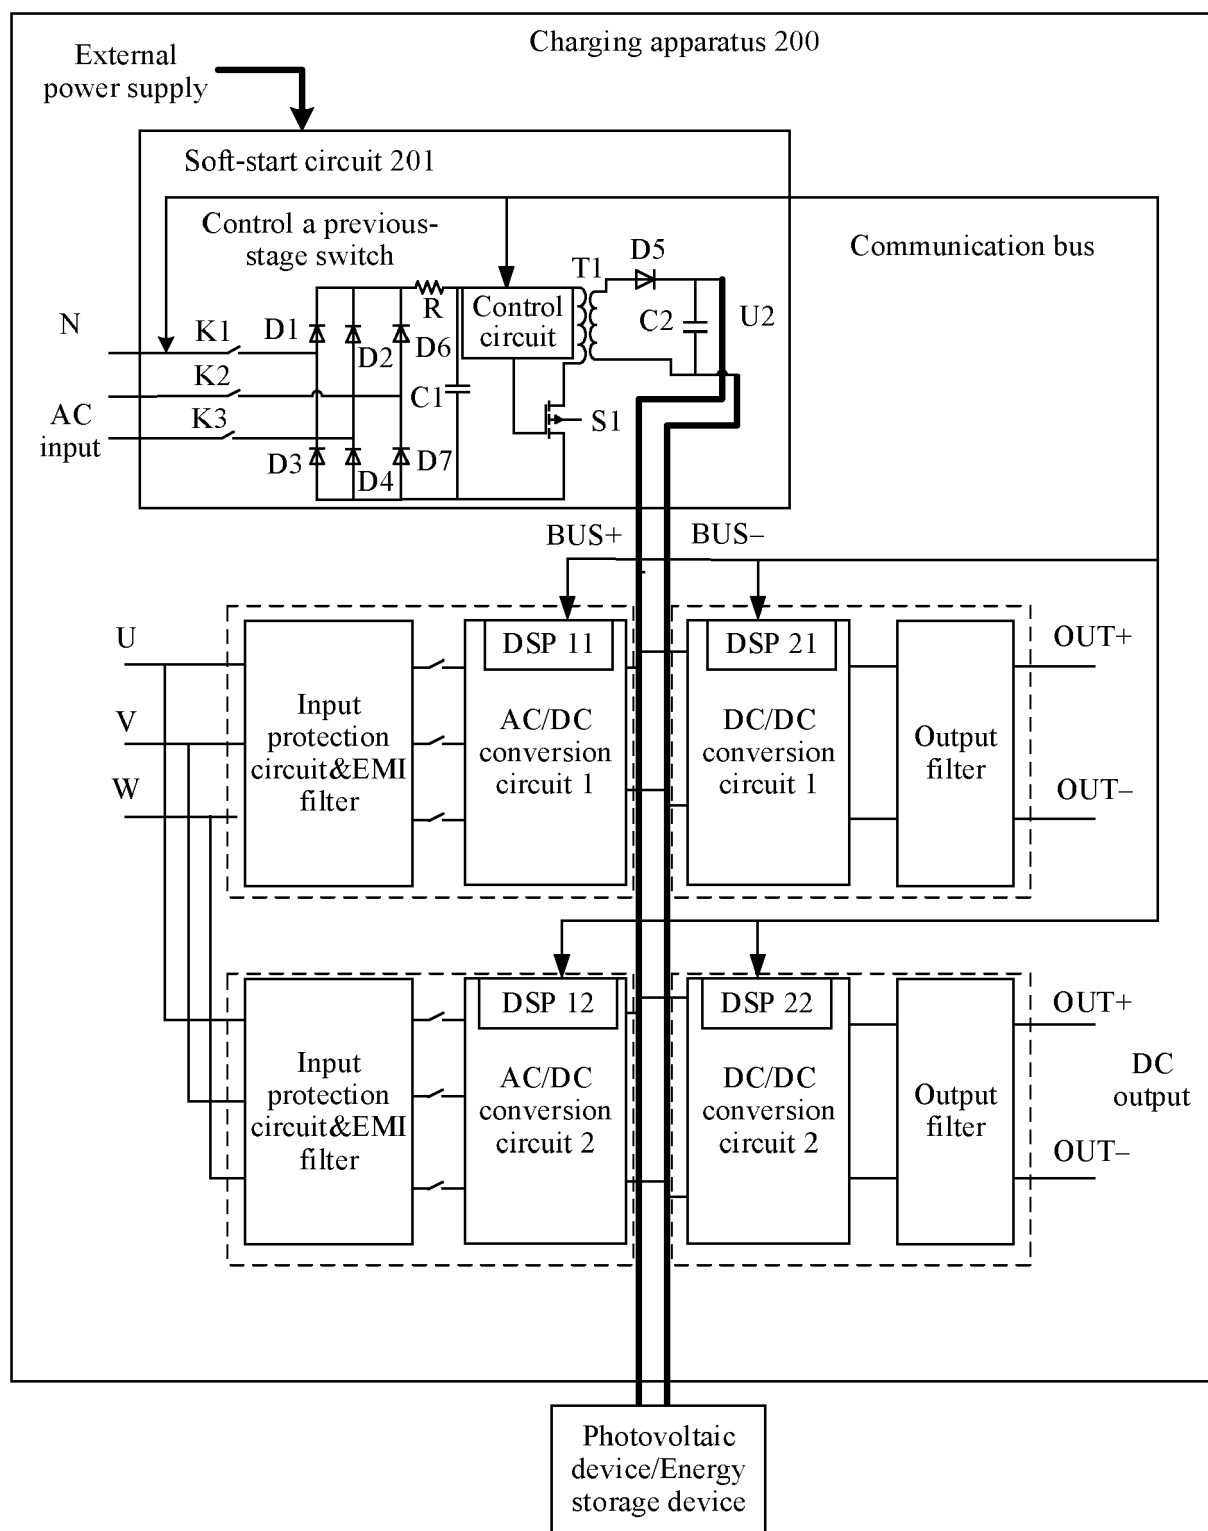 Charging apparatus 200
External
power supply
Soft-start circuit 201
Control a previous-
stage switch
Communication bus
N
AC
input
K1
K2
K3
D1
D2
D6
D3
D4
D7
R
C1
Control
circuit
S1
T1
D5
C2
U2
BUS+
BUS–
U
V
W
Input
protection
circuit&EMI
filter
DSP 11
AC/DC
conversion
circuit 1
DSP 21
DC/DC
conversion
circuit 1
Output
filter
OUT+
OUT–
Input
protection
circuit&EMI
filter
DSP 12
AC/DC
conversion
circuit 2
DSP 22
DC/DC
conversion
circuit 2
Output
filter
OUT+
DC
output
OUT–
Photovoltaic
device/Energy
storage device